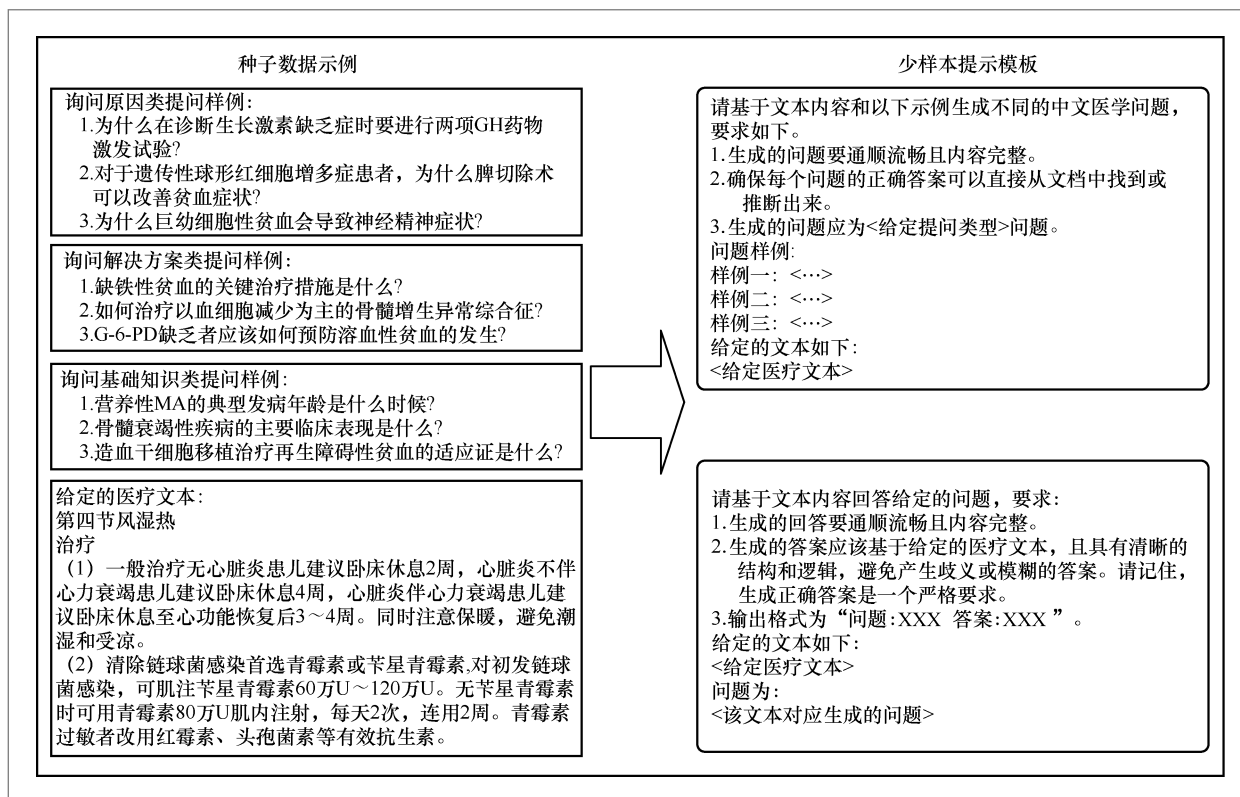 种子数据示例
询问原因类提问样例:
1.为什么在诊断生长激素缺乏症时要进行两项GH药物
激发试验?
2.对于遗传性球形红细胞增多症患者，为什么脾切除术
可以改善贫血症状?
3.为什么巨幼细胞性贫血会导致神经精神症状?
询问解决方案类提问样例:
1.缺铁性贫血的关键治疗措施是什么?
2.如何治疗以血细胞减少为主的骨髓增生异常综合征?
3.G-6-PD缺乏者应该如何预防溶血性贫血的发生?
询问基础知识类提问样例:
1.营养性MA的典型发病年龄是什么时候?
2.骨髓衰竭性疾病的主要临床表现是什么?
3.造血干细胞移植治疗再生障碍性贫血的适应证是什么?
给定的医疗文本:
第四节风湿热
治疗
（1）一般治疗无心脏炎患儿建议卧床休息2周，心脏炎不伴
心力衰竭患儿建议卧床休息4周，心脏炎伴心力衰竭患儿建
议卧床休息至心功能恢复后3～4周。同时注意保暖，避免潮
湿和受凉。
（2）清除链球菌感染首选青霉素或苄星青霉素,对初发链球
菌感染，可肌注苄星青霉素60万U～120万U。无苄星青霉素
时可用青霉素80万U肌内注射，每天2次，连用2周。青霉素
过敏者改用红霉素、头孢菌素等有效抗生素。
少样本提示模板
请基于文本内容和以下示例生成不同的中文医学问题，
要求如下。
1.生成的问题要通顺流畅且内容完整。
2.确保每个问题的正确答案可以直接从文档中找到或
推断出来。
3.生成的问题应为<给定提问类型>问题。
问题样例:
样例一：<…>
样例二：<…>
样例三：<…>
给定的文本如下:
<给定医疗文本>
请基于文本内容回答给定的问题，要求:
1.生成的回答要通顺流畅且内容完整。
2.生成的答案应该基于给定的医疗文本，且具有清晰的
结构和逻辑，避免产生歧义或模糊的答案。请记住，
生成正确答案是一个严格要求。
3.输出格式为“问题:XXX 答案:XXX ”。
给定的文本如下:
<给定医疗文本>
问题为:
<该文本对应生成的问题>